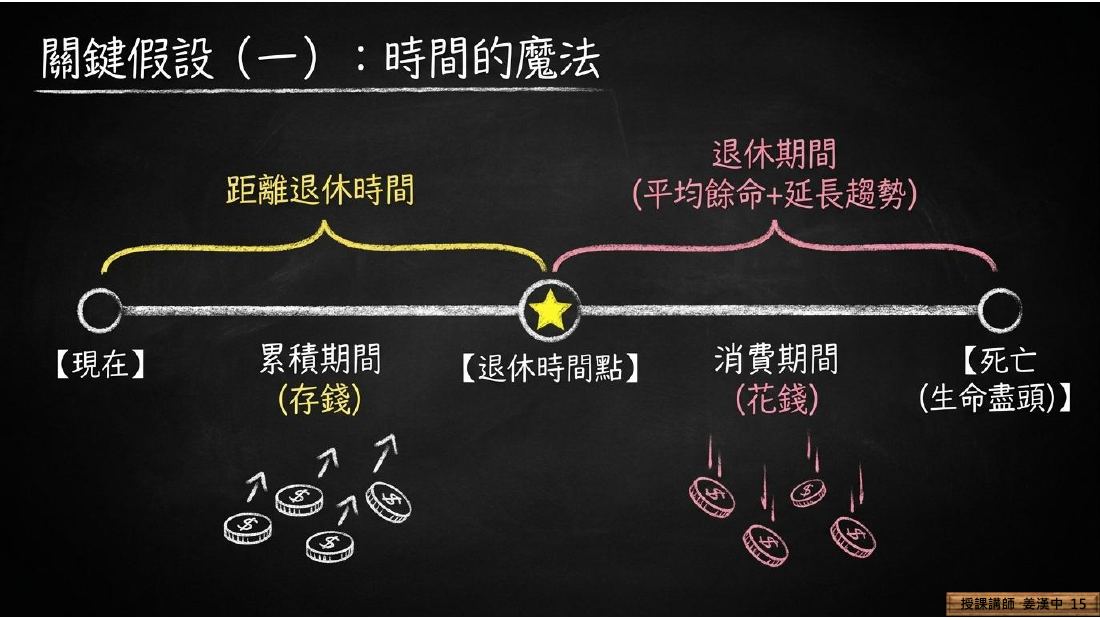 關鍵假設（一）：時間的魔法
距離退休時間
退休期間
(平均餘命+延長趨勢)
【現在】
累積期間
(存錢)
【退休時間點】
消費期間
(花錢)
【死亡
(生命盡頭)】
$ $ $ $
$ $ $ $
授課講師 姜漢中 15